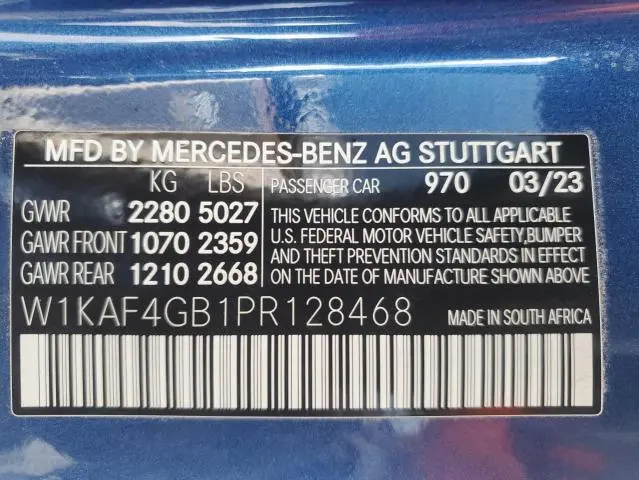 MFD BY MERCEDES-BENZ AG STUTTGART
KG LBS
GVWR 2280 5027
GAWR FRONT 1070 2359
GAWR REAR 1210 2668
PASSENGER CAR 970 03/23
THIS VEHICLE CONFORMS TO ALL APPLICABLE
U.S. FEDERAL MOTOR VEHICLE SAFETY,BUMPER
AND THEFT PREVENTION STANDARDS IN EFFECT
ON THE DATE OF MANUFACTURE SHOWN ABOVE.
W1KAF4GB1PR128468 MADE IN SOUTH AFRICA